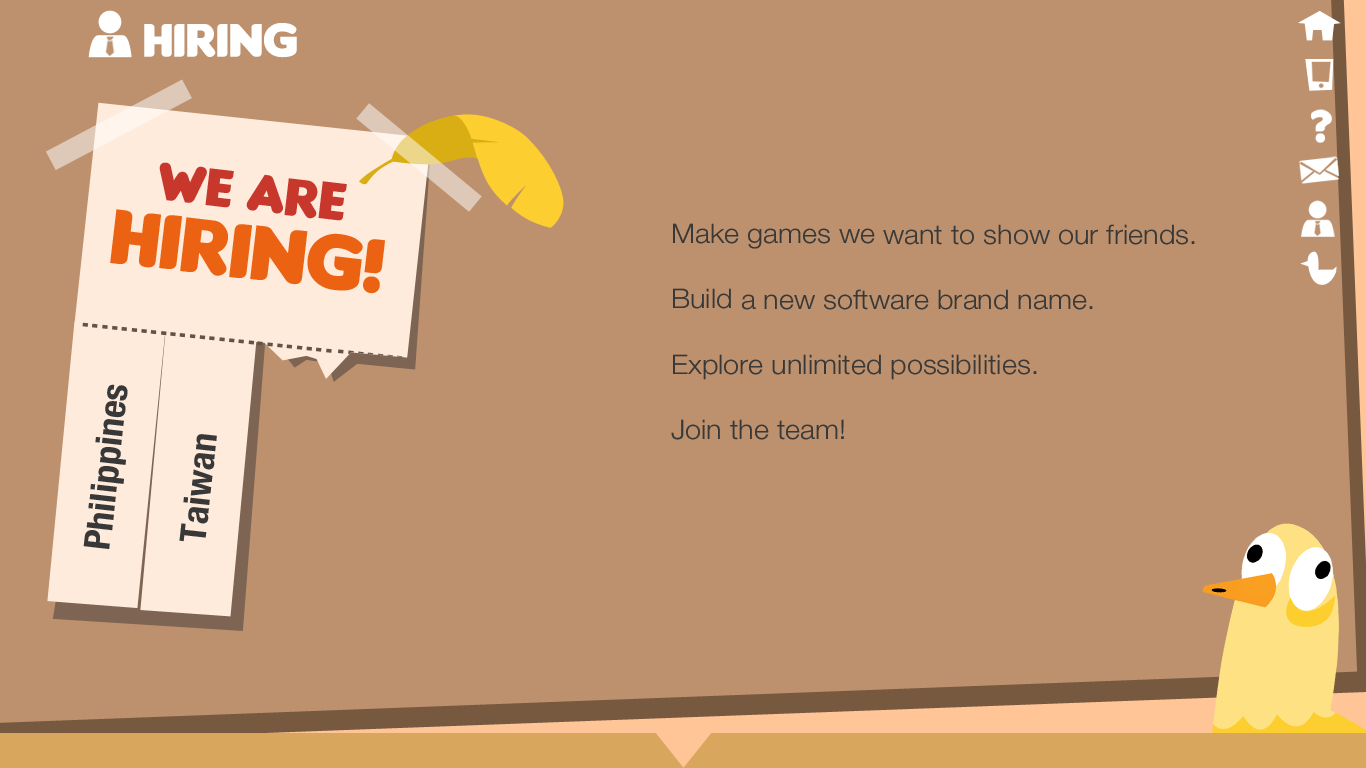 HIRING
WE ARE
HIRING!
Philippines
Taiwan
Make games we want to show our friends.
Build a new software brand name.
Explore unlimited possibilities.
Join the team!